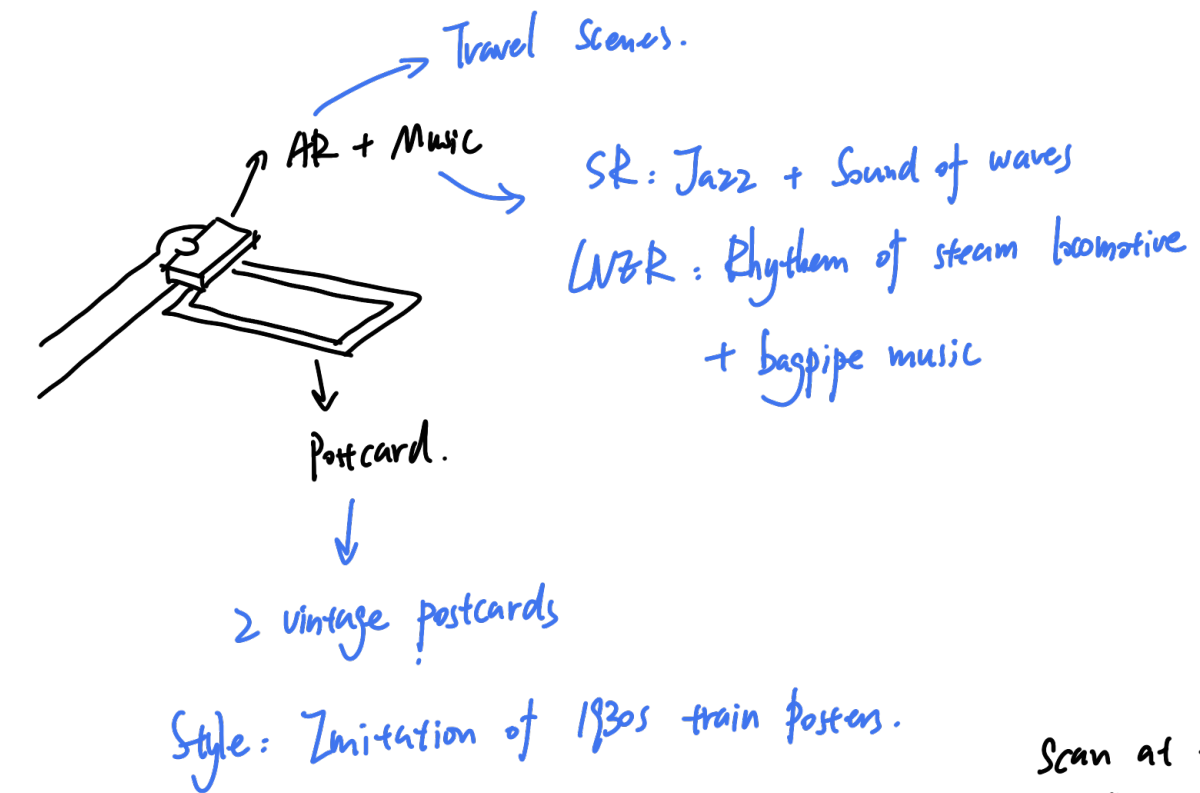 Travel Scenes.
AR + Music
SR: Jazz + Sound of waves
LNER: Rhythem of steam locomotive
+ bagpipe music
Postcard.
2 vintage postcards
Style: Imitation of 1930s train posters.
Scan at